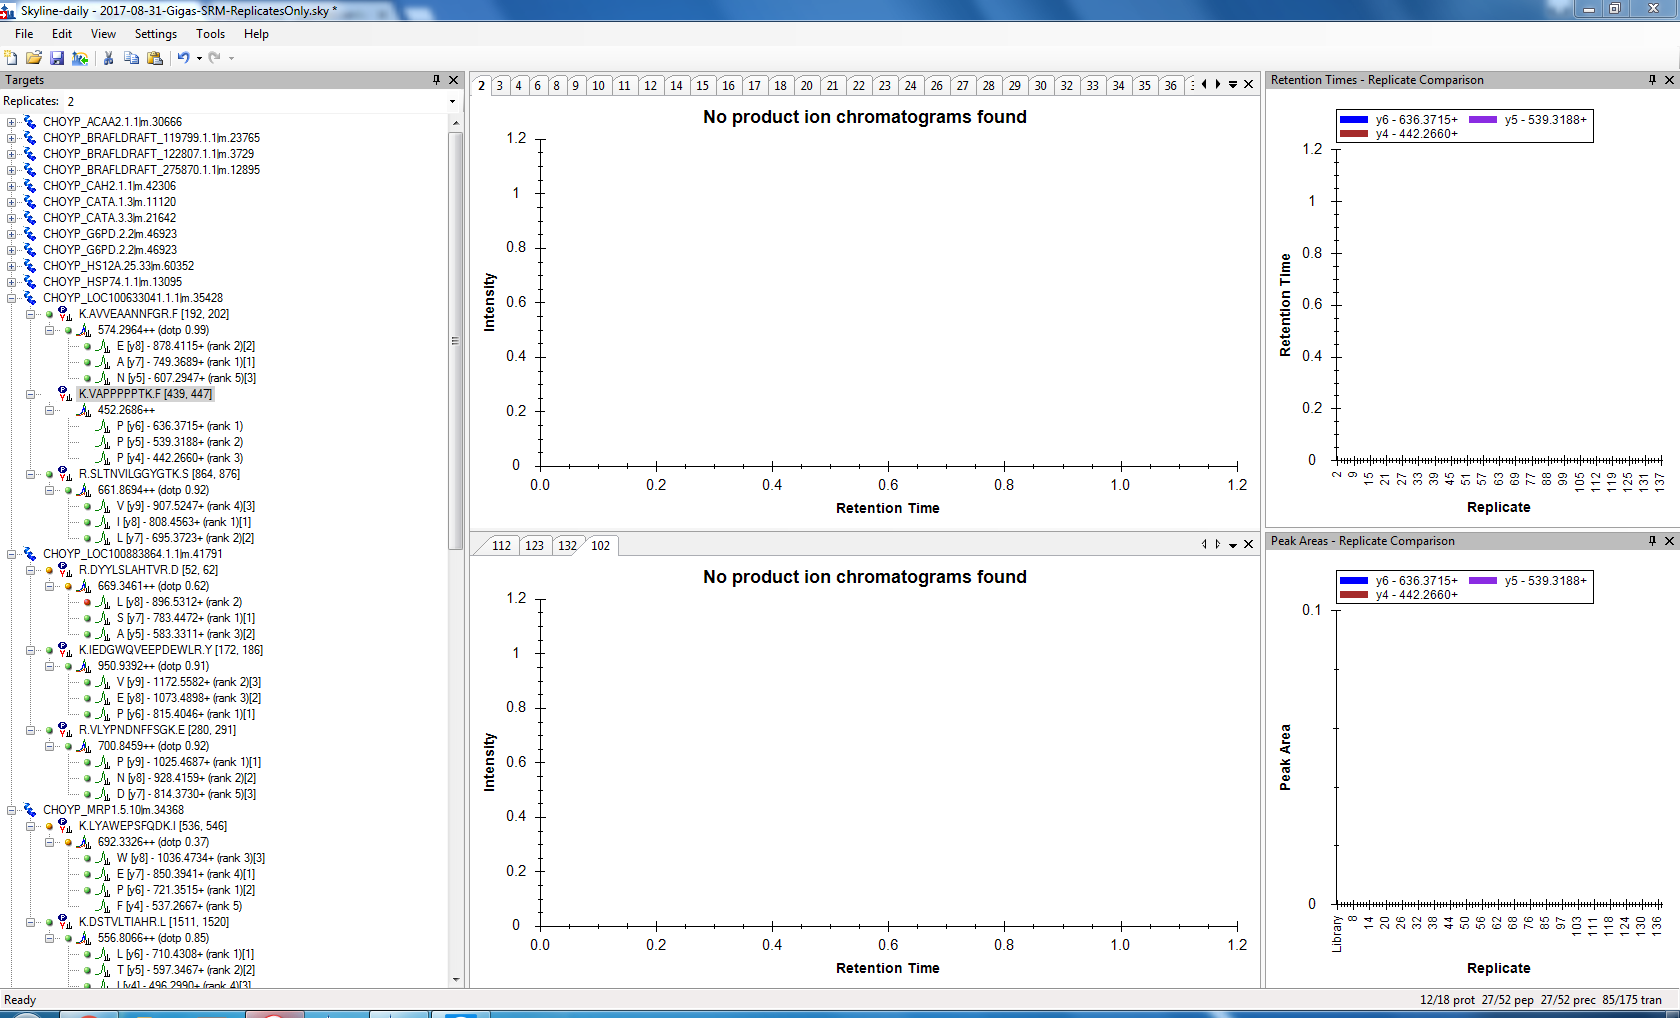 Skyline-daily - 2017-08-31-Gigas-SRM-ReplicatesOnly.sky *
File Edit View Settings Tools Help
Targets
Replicates: 2
CHOYP_ACAA2.1.1|m.30666
CHOYP_BRAFLDRAFT_119799.1.1|m.23765
CHOYP_BRAFLDRAFT_122807.1.1|m.3729
CHOYP_BRAFLDRAFT_275870.1.1|m.12895
CHOYP_CAH2.1.1|m.42306
CHOYP_CATA.1.3|m.11120
CHOYP_CATA.3.3|m.21642
CHOYP_G6PD.2.2|m.46923
CHOYP_G6PD.2.2|m.46923
CHOYP_HS12A.25.33|m.60352
CHOYP_HSP74.1.1|m.13095
CHOYP_LOC100633041.1.1|m.35428
K.AVVEAANNFGR.F [192, 202]
574.2964++ (dotp 0.99)
E [y8] - 878.4115+ (rank 2)[2]
A [y7] - 749.3689+ (rank 1)[1]
N [y5] - 607.2947+ (rank 5)[3]
K.VAPPPPPTK.F [439, 447]
452.2686++
P [y6] - 636.3715+ (rank 1)
P [y5] - 539.3188+ (rank 2)
P [y4] - 442.2660+ (rank 3)
R.SLTNVILGGYGTK.S [864, 876]
661.8694++ (dotp 0.92)
V [y9] - 907.5247+ (rank 4)[3]
I [y8] - 808.4563+ (rank 1)[1]
L [y7] - 695.3723+ (rank 2)[2]
CHOYP_LOC100883864.1.1|m.41791
R.DYYLSLAHTVR.D [52, 62]
669.3461++ (dotp 0.62)
L [y8] - 896.5312+ (rank 2)
S [y7] - 783.4472+ (rank 1)[1]
A [y5] - 583.3311+ (rank 3)[2]
K.IEDGWQVEEPDEWLR.Y [172, 186]
950.9392++ (dotp 0.91)
V [y9] - 1172.5582+ (rank 2)[3]
E [y8] - 1073.4898+ (rank 3)[2]
P [y6] - 815.4046+ (rank 1)[1]
R.VLYPNDNFFSGK.E [280, 291]
700.8459++ (dotp 0.92)
P [y9] - 1025.4687+ (rank 1)[1]
N [y8] - 928.4159+ (rank 2)[2]
D [y7] - 814.3730+ (rank 5)[3]
CHOYP_MRP1.5.10|m.34368
K.LYAWEPSFQDK.I [536, 546]
692.3326++ (dotp 0.37)
W [y8] - 1036.4734+ (rank 3)[3]
E [y7] - 850.3941+ (rank 4)[1]
P [y6] - 721.3515+ (rank 1)[2]
F [y4] - 537.2667+ (rank 5)
K.DSTVLTIAHR.L [1511, 1520]
556.8066++ (dotp 0.85)
L [y6] - 710.4308+ (rank 1)[1]
T [y5] - 597.3467+ (rank 2)[2]
I [y4] - 496.2990+ (rank 4)[3]
2 3 4 6 8 9 10 11 12 14 15 16 17 18 20 21 22 23 24 26 27 28 29 30 32 33 34 35 36
No product ion chromatograms found
Intensity
1.2
1
0.8
0.6
0.4
0.2
0
0.0 0.2 0.4 0.6 0.8 1.0 1.2
Retention Time
112 123 132 102
No product ion chromatograms found
Intensity
1.2
1
0.8
0.6
0.4
0.2
0
0.0 0.2 0.4 0.6 0.8 1.0 1.2
Retention Time
Retention Times - Replicate Comparison
y6 - 636.3715+ y5 - 539.3188+
y4 - 442.2660+
Retention Time
1.2
1
0.8
0.6
0.4
0.2
0
2 9 15 21 27 33 39 45 51 57 63 69 77 88 99 105 112 119 125 131 137
Replicate
Peak Areas - Replicate Comparison
y6 - 636.3715+ y5 - 539.3188+
y4 - 442.2660+
Peak Area
0.1
0
Library 8 14 20 26 32 38 44 50 56 62 68 76 85 97 103 111 118 124 130 136
Replicate
Ready
12/18 prot 27/52 pep 27/52 prec 85/175 tran